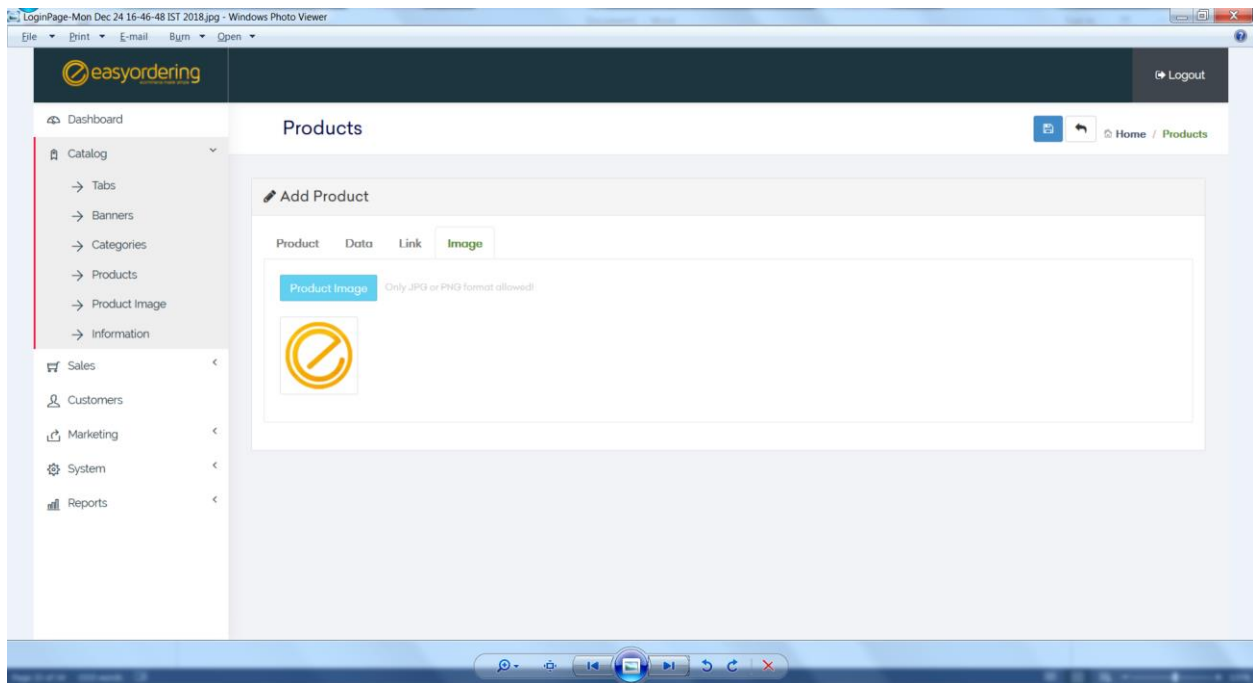 LoginPage-Mon Dec 24 16-46-48 IST 2018.jpg - Windows Photo Viewer
File Print E-mail Burn Open
easyordering
Logout
Dashboard
Products
Home / Products
Catalog
Tabs
Add Product
Banners
Categories
Product Data Link Image
Products
Product Image Only JPG or PNG format allowed!
Product Image
Information
Sales
Customers
Marketing
System
Reports